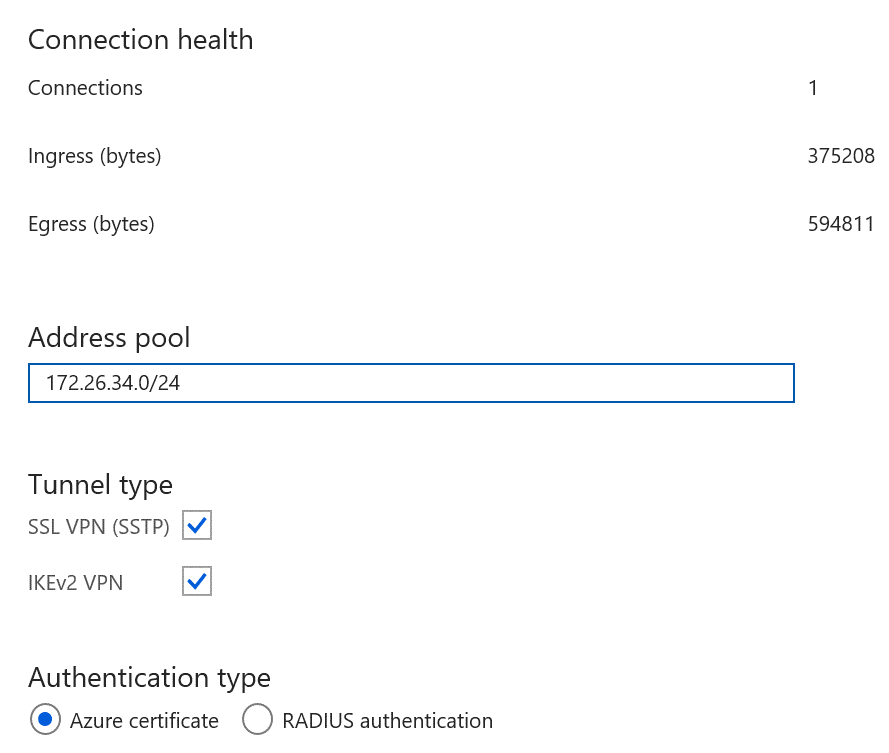 Connection health
Connections 1
Ingress (bytes) 375208
Egress (bytes) 594811
Address pool
172.26.34.0/24
Tunnel type
SSL VPN (SSTP)
IKEv2 VPN
Authentication type
Azure certificate RADIUS authentication